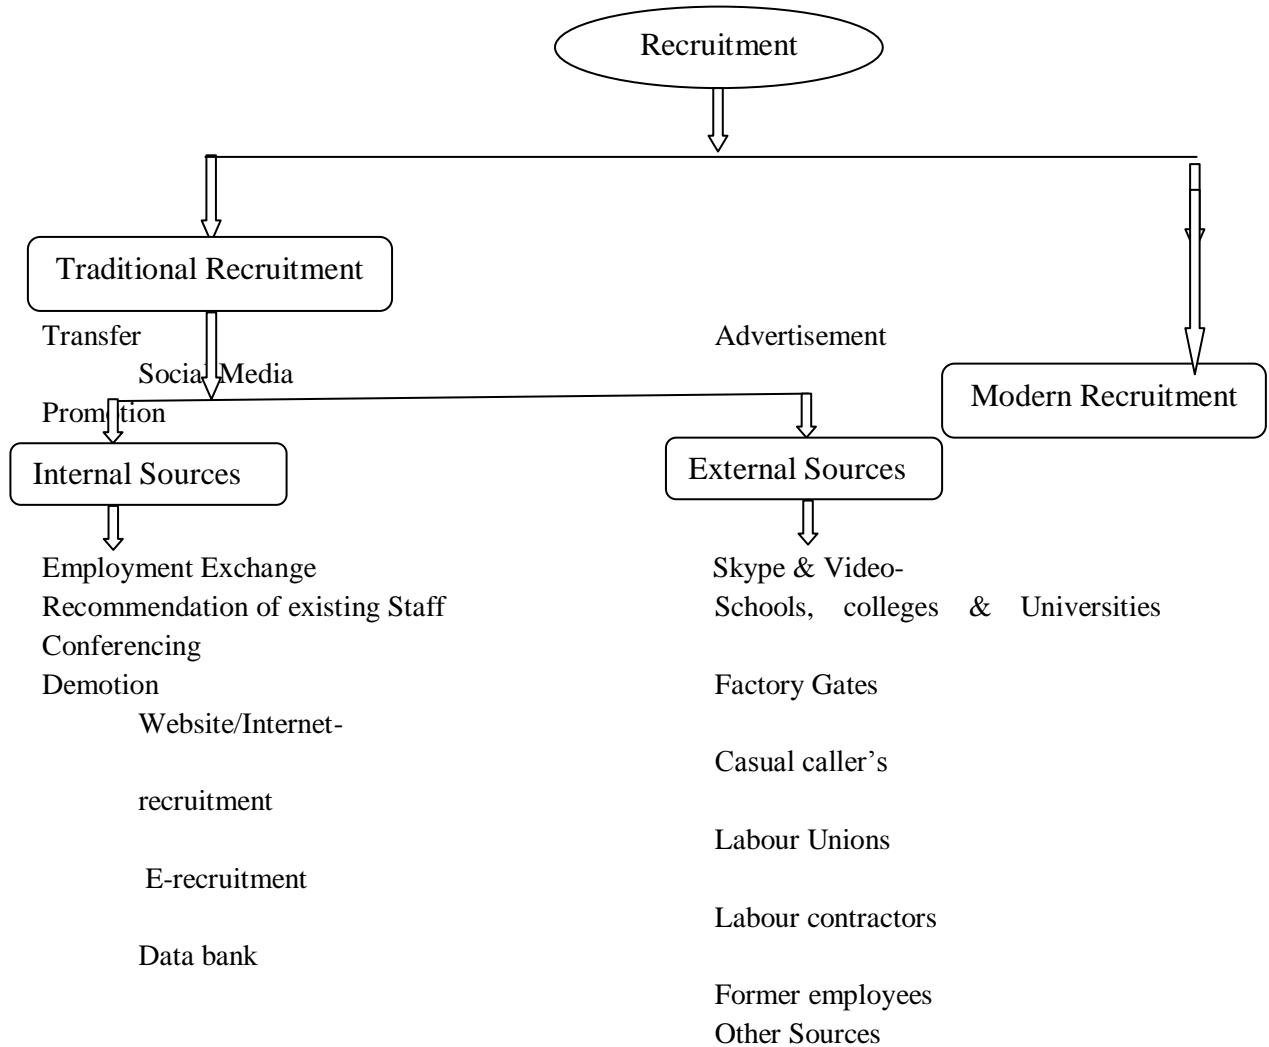 Recruitment
Traditional Recruitment
Transfer
Advertisement
Social Media
Modern Recruitment
Promotion
Internal Sources
External Sources
Employment Exchange
Skype & Video-
Recommendation of existing Staff
Schools, colleges & Universities
Conferencing
Demotion
Factory Gates
Website/Internet-
Casual caller’s
recruitment
Labour Unions
E-recruitment
Labour contractors
Data bank
Former employees
Other Sources